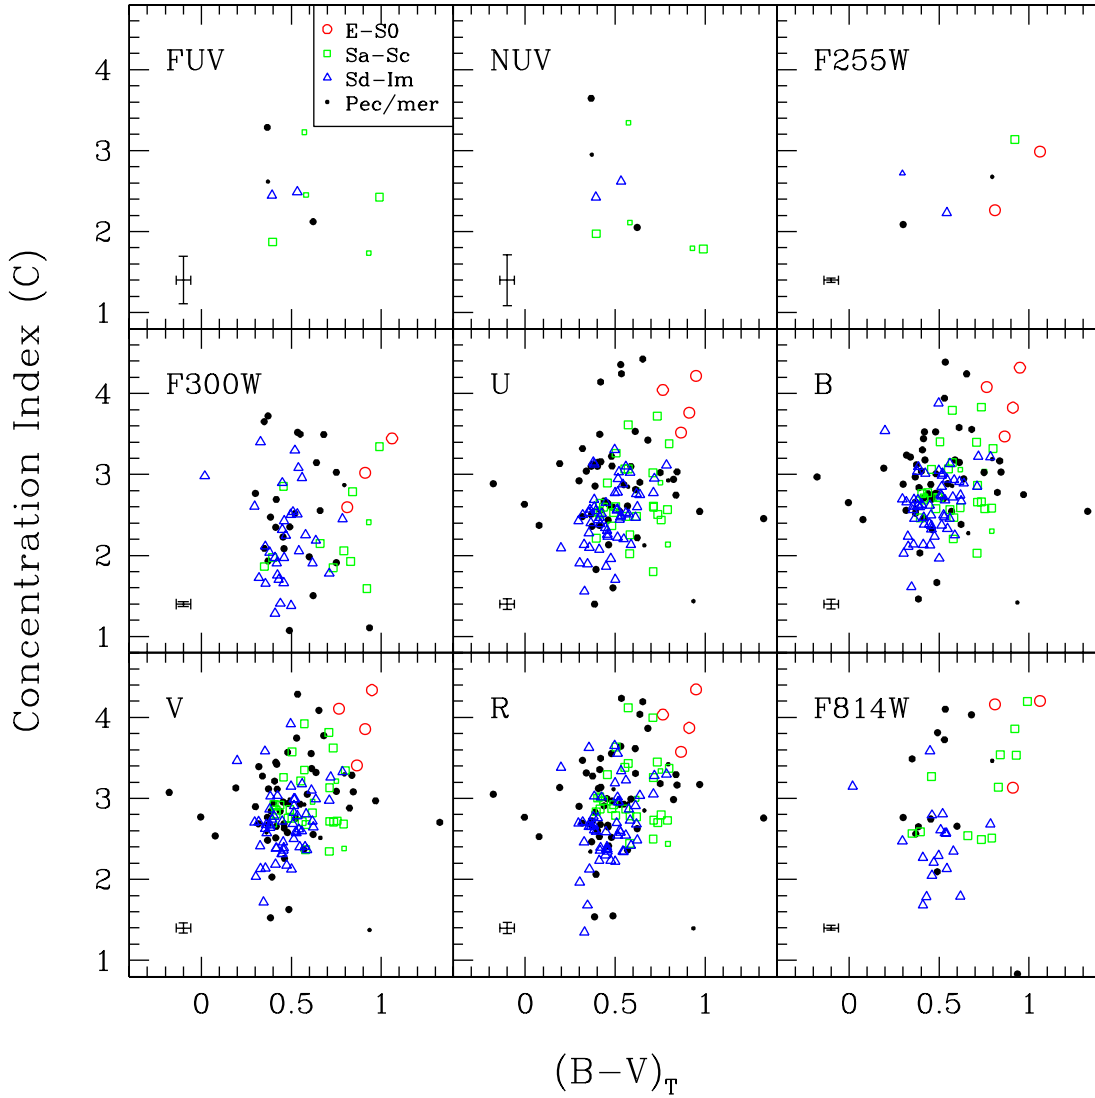 FUV
E−S0
Sa−Sc
Sd−Im
Pec/mer
NUV
F255W
4
3
2
1
F300W
U
B
4
3
2
1
V
R
F814W
4
3
2
1
0 0.5 1 0 0.5 1 0 0.5 1
Concentration Index (C)
(B−V)T